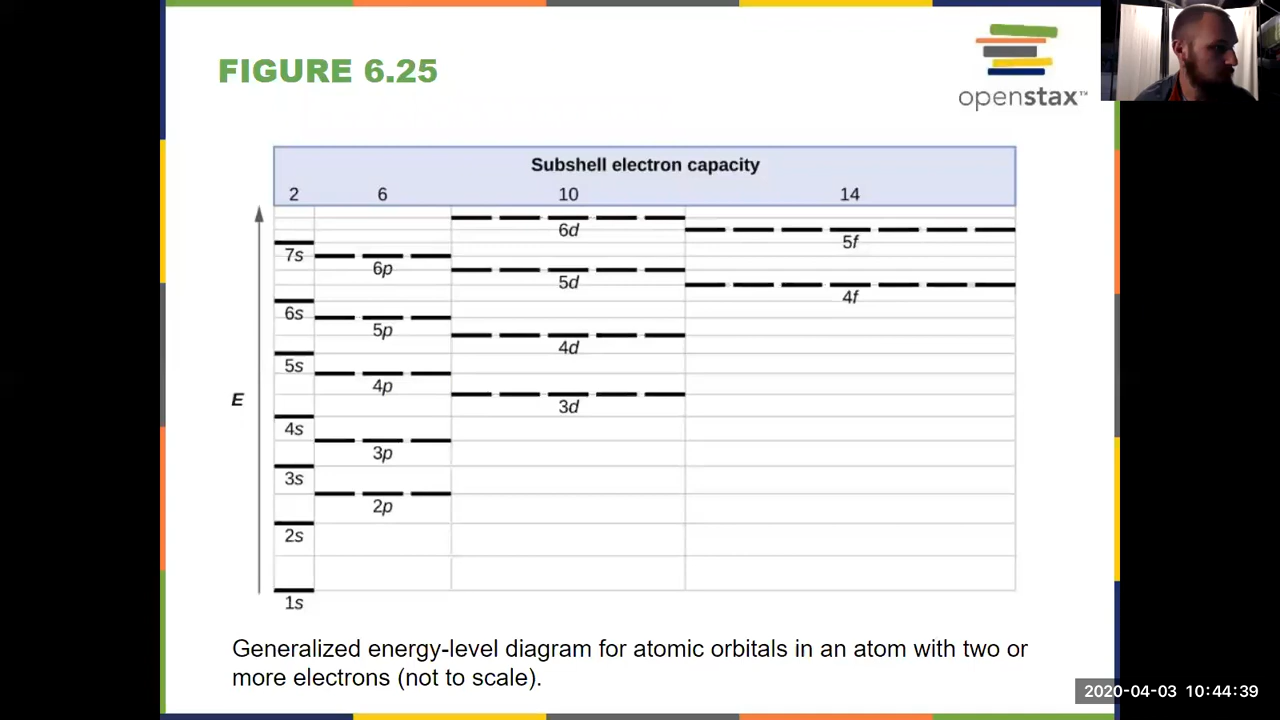 FIGURE 6.25
openstax™
Subshell electron capacity
2 6 10 14
6d
5f
7s
6p
5d
4f
6s
5p
4d
5s
4p
E
3d
4s
3p
3s
2p
2s
1s
Generalized energy-level diagram for atomic orbitals in an atom with two or
more electrons (not to scale).
2020-04-03 10:44:39